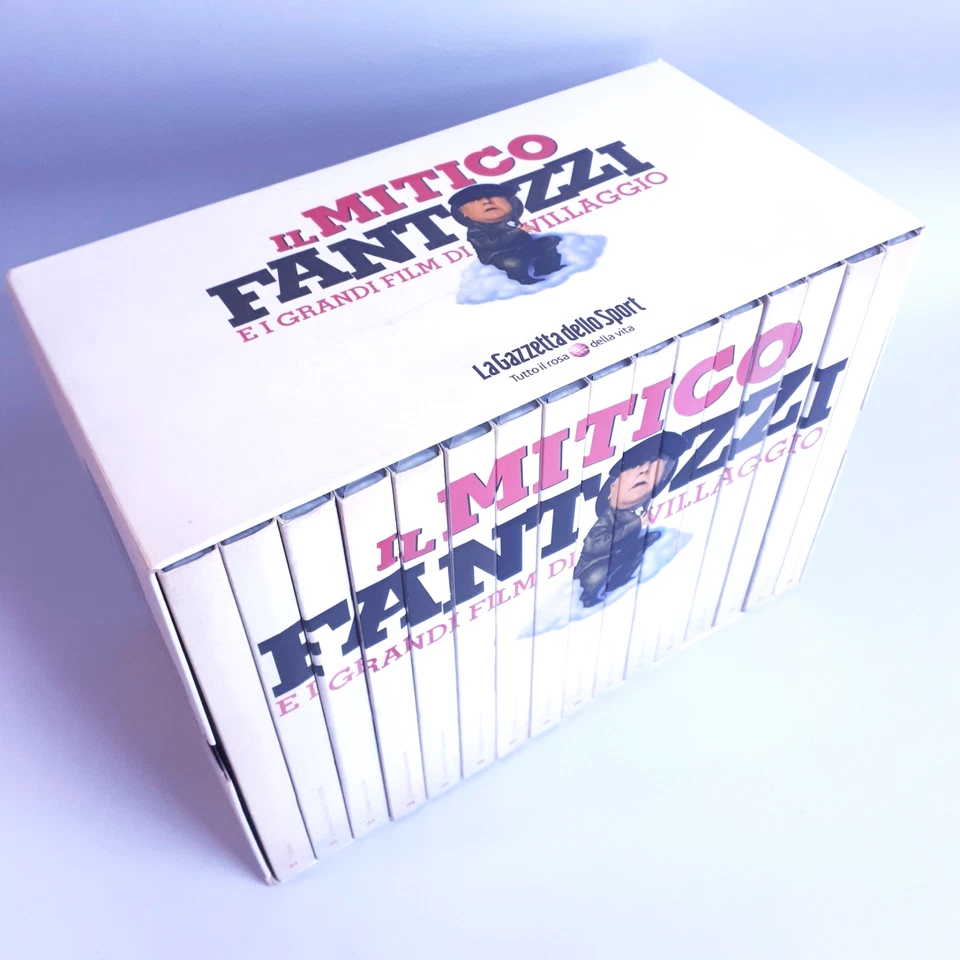 IL MITICO
FANTOZZI
E I GRANDI FILM DI VILLAGGIO
La Gazzetta dello Sport
Tutto il rosa della vita
IL MITICO
FANTOZZI
E I GRANDI FILM DI VILLAGGIO